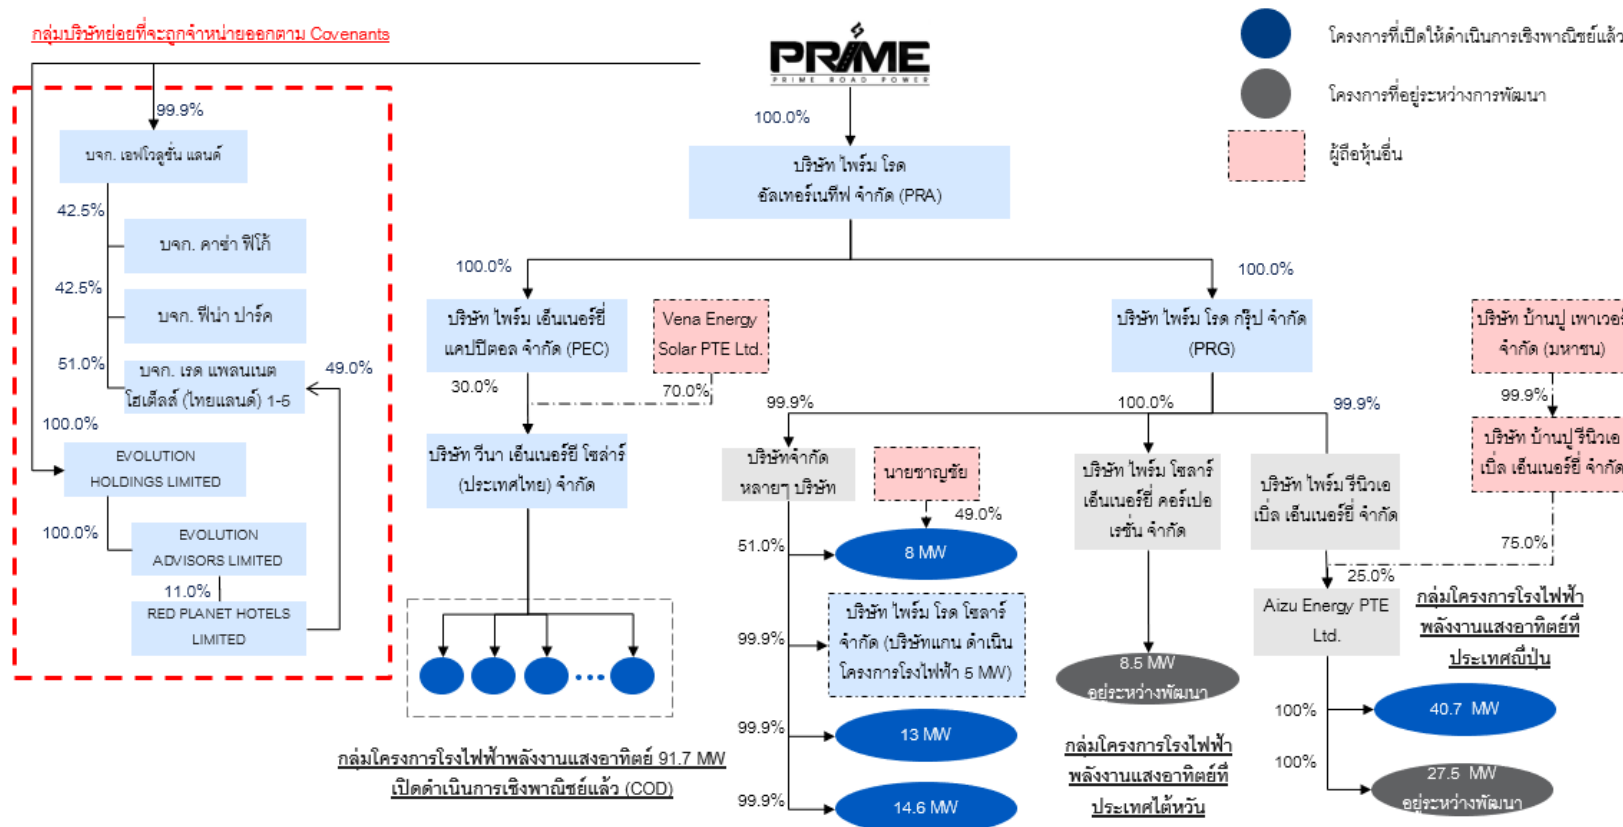 กลุ่มบริษัทย่อยที่จะถูกจำหน่ายออกตาม Covenants
PRIME
PRIME ROAD POWER
โครงการที่เปิดให้ดำเนินการเชิงพาณิชย์แล้ว
โครงการที่อยู่ระหว่างการพัฒนา
ผู้ถือหุ้นอื่น
99.9%
บจก. เอฟโวลูชั่น แลนด์
42.5%
บจก. คาซ่า ฟีโก้
42.5%
บจก. ฟีน่า ปาร์ค
51.0%
บจก. เรด แพลนเนต
โฮเต็ลส์ (ไทยแลนด์) 1-5
49.0%
100.0%
EVOLUTION
HOLDINGS LIMITED
100.0%
EVOLUTION
ADVISORS LIMITED
11.0%
RED PLANET HOTELS
LIMITED
100.0%
บริษัท ไพร์ม โรด
อัลเทอร์เนทีฟ จำกัด (PRA)
100.0%
บริษัท ไพร์ม เอ็นเนอร์ยี่
แคปปิตอล จำกัด (PEC)
Vena Energy
Solar PTE Ltd.
30.0%
70.0%
บริษัท วีนา เอ็นเนอร์ยี โซล่าร์
(ประเทศไทย) จำกัด
กลุ่มโครงการโรงไฟฟ้าพลังงานแสงอาทิตย์ 91.7 MW
เปิดดำเนินการเชิงพาณิชย์แล้ว (COD)
100.0%
บริษัท ไพร์ม โรด กรุ๊ป จำกัด
(PRG)
99.9%
บริษัทจำกัด
หลายๆ บริษัท
นายชาญชัย
49.0%
51.0%
8 MW
99.9%
บริษัท ไพร์ม โรด โซลาร์
จำกัด (บริษัทแกน ดำเนิน
โครงการโรงไฟฟ้า 5 MW)
99.9%
13 MW
99.9%
14.6 MW
100.0%
บริษัท ไพร์ม โซลาร์
เอ็นเนอร์ยี่ คอร์เปอ
เรชั่น จำกัด
8.5 MW
อยู่ระหว่างพัฒนา
กลุ่มโครงการโรงไฟฟ้า
พลังงานแสงอาทิตย์ที่
ประเทศไต้หวัน
99.9%
บริษัท ไพร์ม รีนิวเอ
เบิ่ล เอ็นเนอร์ยี่ จำกัด
บริษัท บ้านปู เพาเวอร์
จำกัด (มหาชน)
99.9%
บริษัท บ้านปู รีนิวเอ
เบิ่ล เอ็นเนอร์ยี่ จำกัด
75.0%
25.0%
Aizu Energy PTE
Ltd.
กลุ่มโครงการโรงไฟฟ้า
พลังงานแสงอาทิตย์ที่
ประเทศญี่ปุ่น
100%
40.7 MW
100%
27.5 MW
อยู่ระหว่างพัฒนา